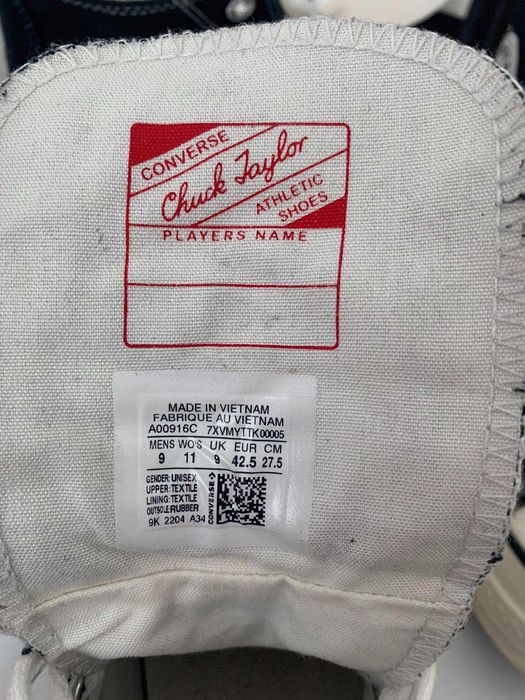 CONVERSE
Chuck Taylor
ATHLETIC
SHOES
PLAYERS NAME
MADE IN VIETNAM
FABRIQUE AU VIETNAM
A00916C 7XVMYTTK00005
MENS WO'S UK EUR CM
9 11 9 42.5 27.5
GENDER: UNISEX
UPPER: TEXTILE
LINING: TEXTILE
OUTSOLE: RUBBER
9K 2204 A34
CONVERSE